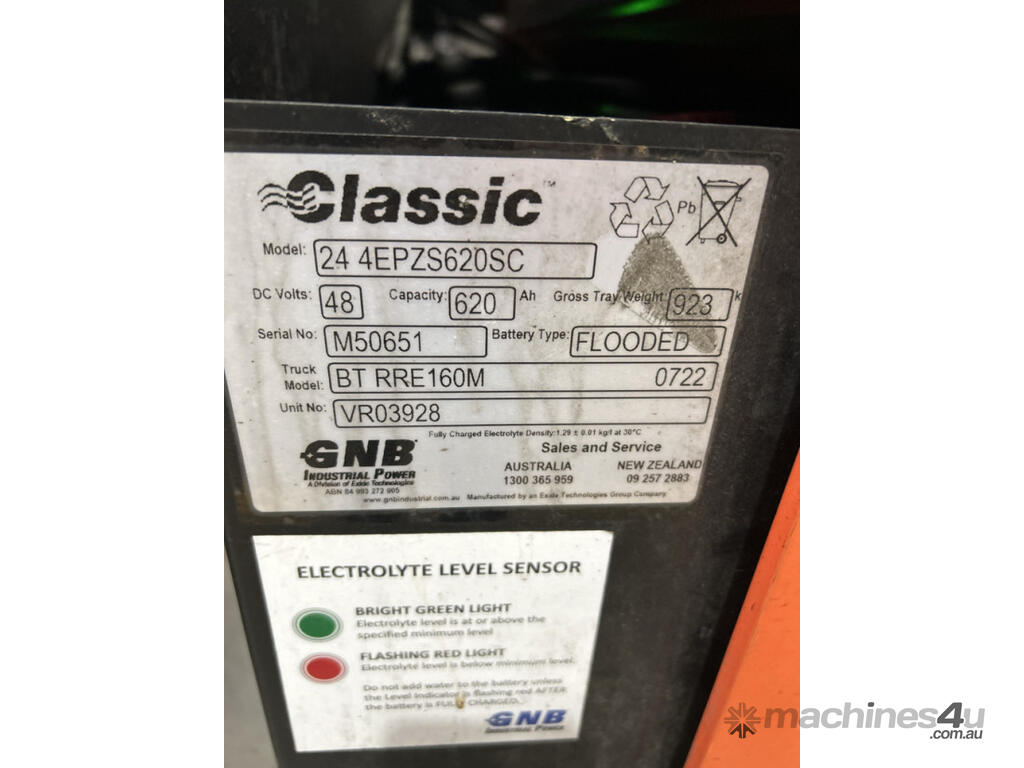 Classic™
Pb
Model: 24 4EPZS620SC
DC Volts: 48 Capacity: 620 Ah Gross Tray Weight: 923 k
Serial No: M50651 Battery Type: FLOODED
Truck Model: BT RRE160M 0722
Unit No: VR03928
Fully Charged Electrolyte Density:1.29 ± 0.01 kg/l at 30°C
GNB
INDUSTRIAL POWER
A Division of Exide Technologies
ABN 84 993 272 905
Sales and Service
AUSTRALIA NEW ZEALAND
1300 365 959 09 257 2883
www.gnbindustrial.com.au Manufactured by an Exide Technologies Group Company
ELECTROLYTE LEVEL SENSOR
BRIGHT GREEN LIGHT
Electrolyte level is at or above the
specified minimum level
FLASHING RED LIGHT
Electrolyte level is below minimum level.
Do not add water to the battery unless
the Level Indicator is flashing red AFTER
the battery is FULLY CHARGED.
GNB
INDUSTRIAL POWER
machines4u
.com.au